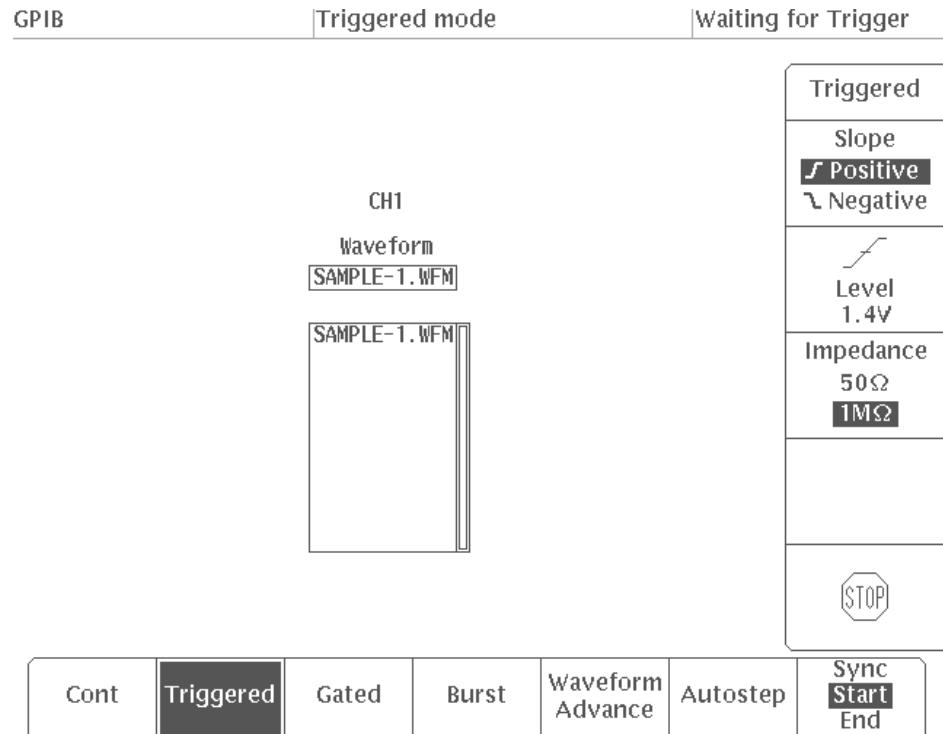 GPIB Triggered mode Waiting for Trigger
Triggered
Slope
Positive
Negative
Level
1.4V
Impedance
50Ω
1MΩ
STOP
CH1
Waveform
SAMPLE-1.WFM
SAMPLE-1.WFM
Cont
Triggered
Gated
Burst
Waveform
Advance
Autostep
Sync
Start
End